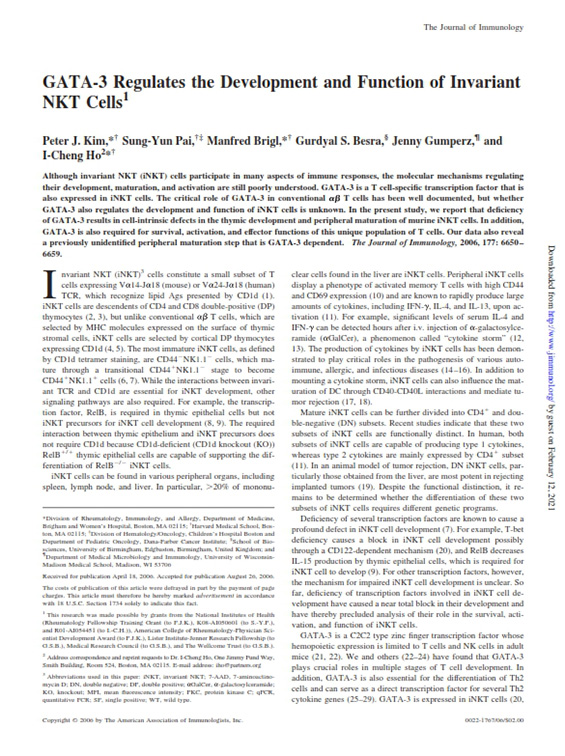 The Journal of Immunology
GATA-3 Regulates the Development and Function of Invariant
NKT Cells¹
Peter J. Kim,*† Sung-Yun Pai,†‡ Manfred Brigl,*† Gurdyal S. Besra,§ Jenny Gumperz,¶ and
I-Cheng Ho²*†
Although invariant NKT (iNKT) cells participate in many aspects of immune responses, the molecular mechanisms regulating
their development, maturation, and activation are still poorly understood. GATA-3 is a T cell-specific transcription factor that is
also expressed in iNKT cells. The critical role of GATA-3 in conventional αβ T cells has been well documented, but whether
GATA-3 also regulates the development and function of iNKT cells is unknown. In the present study, we report that deficiency
of GATA-3 results in cell-intrinsic defects in the thymic development and peripheral maturation of murine iNKT cells. In addition,
GATA-3 is also required for survival, activation, and effector functions of this unique population of T cells. Our data also reveal
a previously unidentified peripheral maturation step that is GATA-3 dependent. The Journal of Immunology, 2006, 177: 6650–
6659.
Invariant NKT (iNKT)³ cells constitute a small subset of T
cells expressing Vα14-Jα18 (mouse) or Vα24-Jα18 (human)
TCR, which recognize lipid Ags presented by CD1d (1).
iNKT cells are descendents of CD4 and CD8 double-positive (DP)
thymocytes (2, 3), but unlike conventional αβ T cells, which are
selected by MHC molecules expressed on the surface of thymic
stromal cells, iNKT cells are selected by cortical DP thymocytes
expressing CD1d (4, 5). The most immature iNKT cells, as defined
by CD1d tetramer staining, are CD44⁻NK1.1⁻ cells, which ma-
ture through a transitional CD44⁺NK1.1⁻ stage to become
CD44⁺NK1.1⁺ cells (6, 7). While the interactions between invari-
ant TCR and CD1d are essential for iNKT development, other
signaling pathways are also required. For example, the transcrip-
tion factor, RelB, is required in thymic epithelial cells but not
iNKT precursors for iNKT cell development (8, 9). The required
interaction between thymic epithelium and iNKT precursors does
not require CD1d because CD1d-deficient (CD1d knockout (KO))
RelB⁺/⁺ thymic epithelial cells are capable of supporting the dif-
ferentiation of RelB⁻/⁻ iNKT cells.
iNKT cells can be found in various peripheral organs, including
spleen, lymph node, and liver. In particular, >20% of mononu-
*Division of Rheumatology, Immunology, and Allergy, Department of Medicine,
Brigham and Women's Hospital, Boston, MA 02115; †Harvard Medical School, Bos-
ton, MA 02115; ‡Division of Hematology/Oncology, Children's Hospital Boston and
Department of Pediatric Oncology, Dana-Farber Cancer Institute; §School of Bio-
sciences, University of Birmingham, Edgbaston, Birmingham, United Kingdom; and
¶Department of Medical Microbiology and Immunology, University of Wisconsin-
Madison Medical School, Madison, WI 53706
Received for publication April 18, 2006. Accepted for publication August 26, 2006.
The costs of publication of this article were defrayed in part by the payment of page
charges. This article must therefore be hereby marked advertisement in accordance
with 18 U.S.C. Section 1734 solely to indicate this fact.
¹ This research was made possible by grants from the National Institutes of Health
(Rheumatology Fellowship Training Grant (to P.J.K.), K08-AI050601 (to S.-Y.P.),
and R01-AI054451 (to I.-C.H.)), American College of Rheumatology-Physician Sci-
entist Development Award (to P.J.K.), Lister Institute-Jenner Research Fellowship (to
G.S.B.), Medical Research Council (to G.S.B.), and The Wellcome Trust (to G.S.B.).
² Address correspondence and reprint requests to Dr. I-Cheng Ho, One Jimmy Fund Way,
Smith Building, Room 524, Boston, MA 02115. E-mail address: iho@partners.org
³ Abbreviations used in this paper: iNKT, invariant NKT; 7-AAD, 7-aminoactino-
mycin D; DN, double negative; DP, double positive; αGalCer, α-galactosylceramide;
KO, knockout; MFI, mean fluorescence intensity; PKC, protein kinase C; qPCR,
quantitative PCR; SP, single positive; WT, wild type.
Copyright © 2006 by The American Association of Immunologists, Inc.
clear cells found in the liver are iNKT cells. Peripheral iNKT cells
display a phenotype of activated memory T cells with high CD44
and CD69 expression (10) and are known to rapidly produce large
amounts of cytokines, including IFN-γ, IL-4, and IL-13, upon ac-
tivation (11). For example, significant levels of serum IL-4 and
IFN-γ can be detected hours after i.v. injection of α-galactosylce-
ramide (αGalCer), a phenomenon called "cytokine storm" (12,
13). The production of cytokines by iNKT cells has been demon-
strated to play critical roles in the pathogenesis of various auto-
immune, allergic, and infectious diseases (14–16). In addition to
mounting a cytokine storm, iNKT cells can also influence the mat-
uration of DC through CD40-CD40L interactions and mediate tu-
mor rejection (17, 18).
Mature iNKT cells can be further divided into CD4⁺ and dou-
ble-negative (DN) subsets. Recent studies indicate that these two
subsets of iNKT cells are functionally distinct. In human, both
subsets of iNKT cells are capable of producing type 1 cytokines,
whereas type 2 cytokines are mainly expressed by CD4⁺ subset
(11). In an animal model of tumor rejection, DN iNKT cells, par-
ticularly those obtained from the liver, are most potent in rejecting
implanted tumors (19). Despite the functional distinction, it re-
mains to be determined whether the differentiation of these two
subsets of iNKT cells requires different genetic programs.
Deficiency of several transcription factors are known to cause a
profound defect in iNKT cell development (7). For example, T-bet
deficiency causes a block in iNKT cell development possibly
through a CD122-dependent mechanism (20), and RelB decreases
IL-15 production by thymic epithelial cells, which is required for
iNKT cell to develop (9). For other transcription factors, however,
the mechanism for impaired iNKT cell development is unclear. So
far, deficiency of transcription factors involved in iNKT cell de-
velopment have caused a near total block in their development and
have thereby precluded analysis of their role in the survival, acti-
vation, and function of iNKT cells.
GATA-3 is a C2C2 type zinc finger transcription factor whose
hemopoietic expression is limited to T cells and NK cells in adult
mice (21, 22). We and others (22–24) have found that GATA-3
plays crucial roles in multiple stages of T cell development. In
addition, GATA-3 is also essential for the differentiation of Th2
cells and can serve as a direct transcription factor for several Th2
cytokine genes (25–29). GATA-3 is expressed in iNKT cells (20,
0022-1767/06/$02.00
Downloaded from http://www.jimmunol.org/ by guest on February 12, 2021